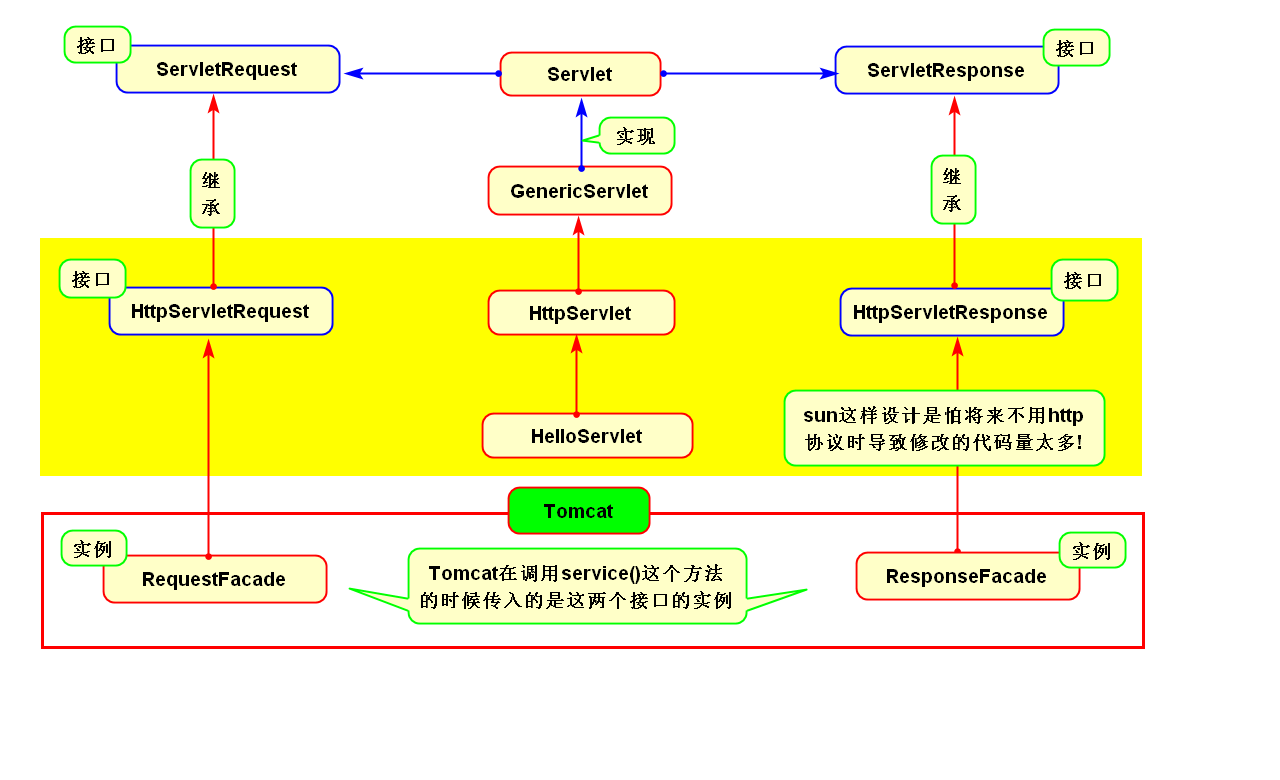 接口
ServletRequest
Servlet
接口
ServletResponse
实现
继
承
GenericServlet
继
承
接口
HttpServletRequest
HttpServlet
接口
HttpServletResponse
HelloServlet
sun这样设计是怕将来不用http
协议时导致修改的代码量太多!
Tomcat
实例
RequestFacade
Tomcat在调用service()这个方法
的时候传入的是这两个接口的实例
实例
ResponseFacade